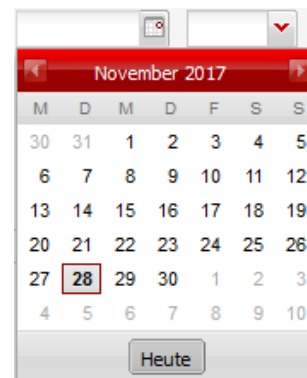 November 2017
M D M D F S S
30 31 1 2 3 4 5
6 7 8 9 10 11 12
13 14 15 16 17 18 19
20 21 22 23 24 25 26
27 28 29 30 1 2 3
4 5 6 7 8 9 10
Heute